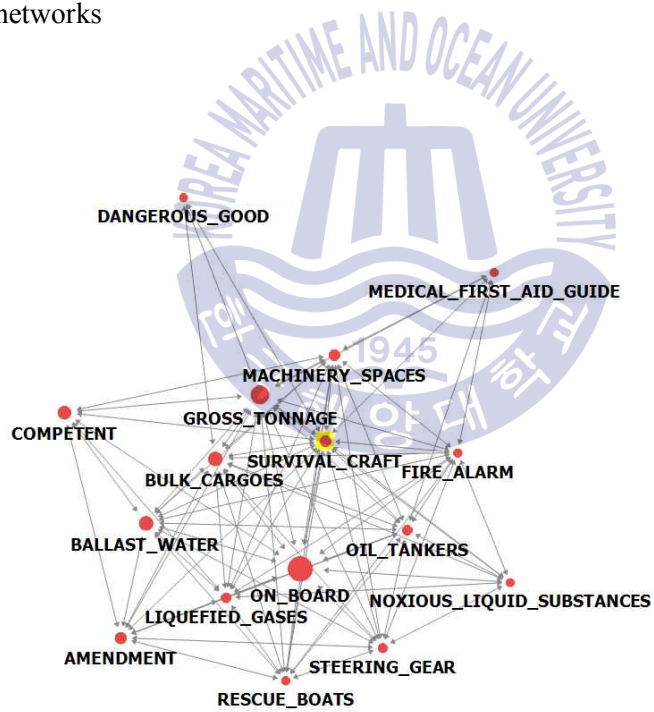 networks
KOREA MARITIME AND OCEAN UNIVERSITY
DANGEROUS_GOOD
MEDICAL_FIRST_AID_GUIDE
1945
MACHINERY_SPACES
GROSS_TONNAGE
COMPETENT
SURVIVAL_CRAFT
FIRE_ALARM
BULK_CARGOES
BALLAST_WATER
OIL_TANKERS
ON_BOARD
NOXIOUS_LIQUID_SUBSTANCES
LIQUEFIED_GASES
AMENDMENT
STEERING_GEAR
RESCUE_BOATS